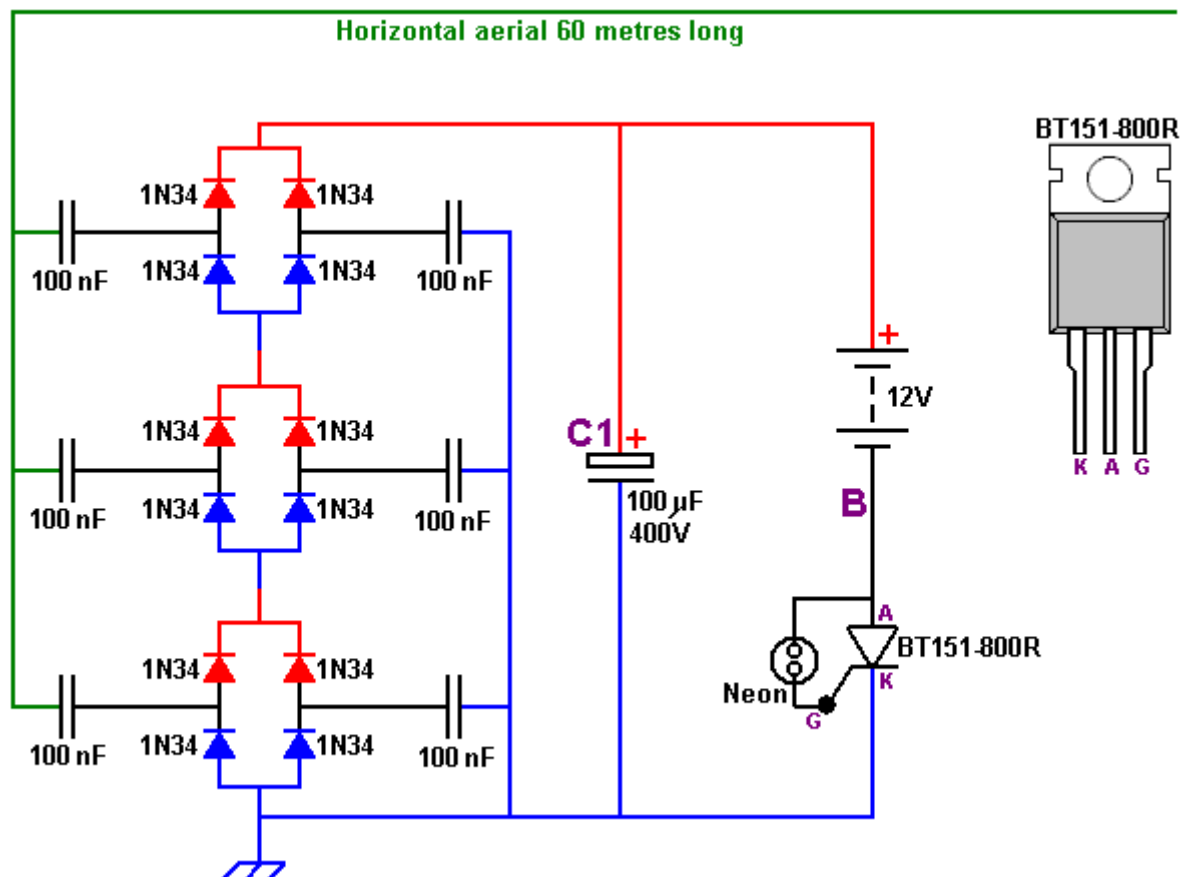 Horizontal aerial 60 metres long
BT151-800R
1N34 1N34
1N34 1N34
100 nF 100 nF
+
12V
1N34 1N34
C1 +
K A G
1N34 1N34
100 nF 100 nF
100 µF
400V
B
A
BT151-800R
1N34 1N34
K
Neon
G
1N34 1N34
100 nF 100 nF